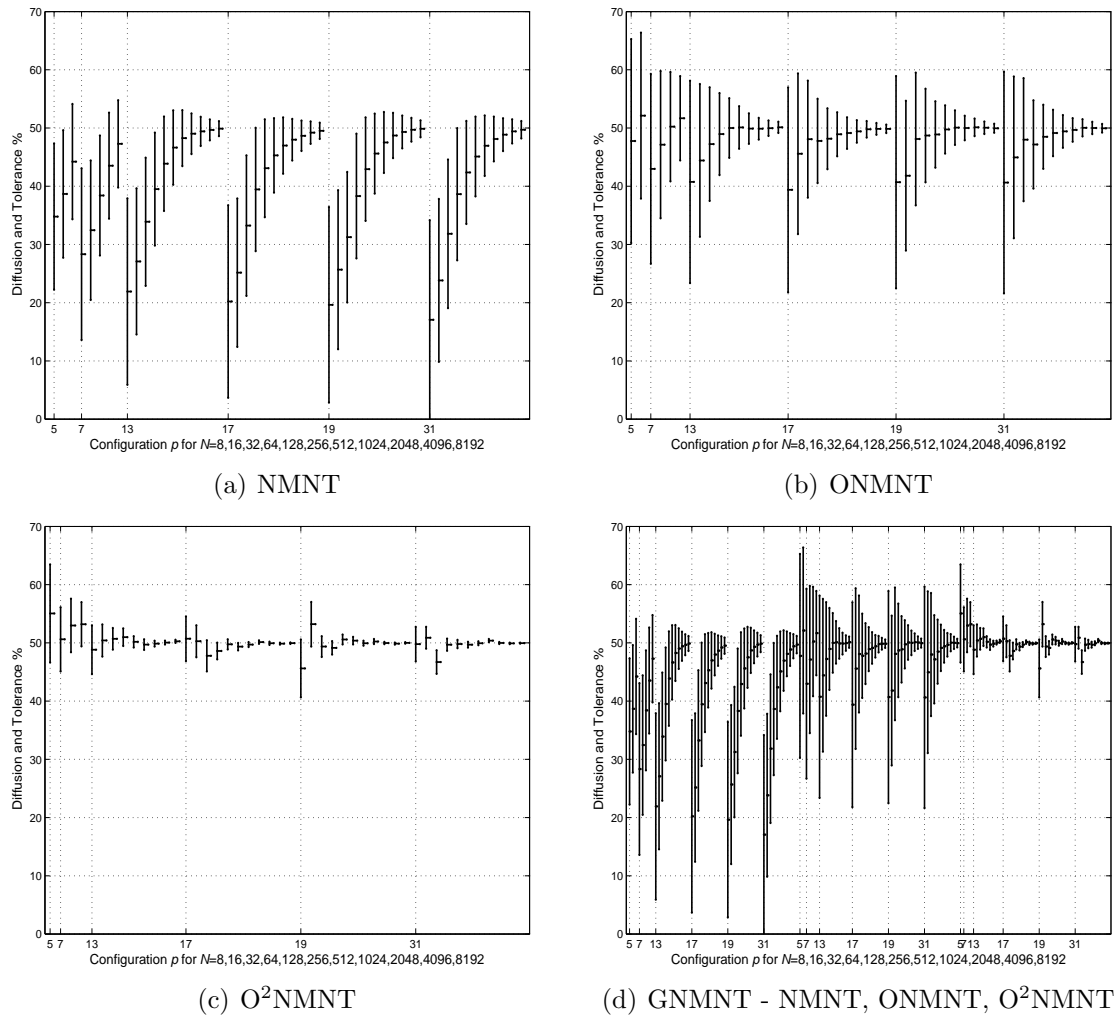 70
60
50
40
30
20
10
0
Diffusion and Tolerance %
5 7 13 17 19 31
Configuration p for N=8,16,32,64,128,256,512,1024,2048,4096,8192
(a) NMNT
70
60
50
40
30
20
10
0
Diffusion and Tolerance %
5 7 13 17 19 31
Configuration p for N=8,16,32,64,128,256,512,1024,2048,4096,8192
(b) ONMNT
70
60
50
40
30
20
10
0
Diffusion and Tolerance %
5 7 13 17 19 31
Configuration p for N=8,16,32,64,128,256,512,1024,2048,4096,8192
(c) O²NMNT
70
60
50
40
30
20
10
0
Diffusion and Tolerance %
5 7 13 17 19 31 5 7 13 17 19 31 5 7 13 17 19 31
Configuration p for N=8,16,32,64,128,256,512,1024,2048,4096,8192
(d) GNMNT - NMNT, ONMNT, O²NMNT